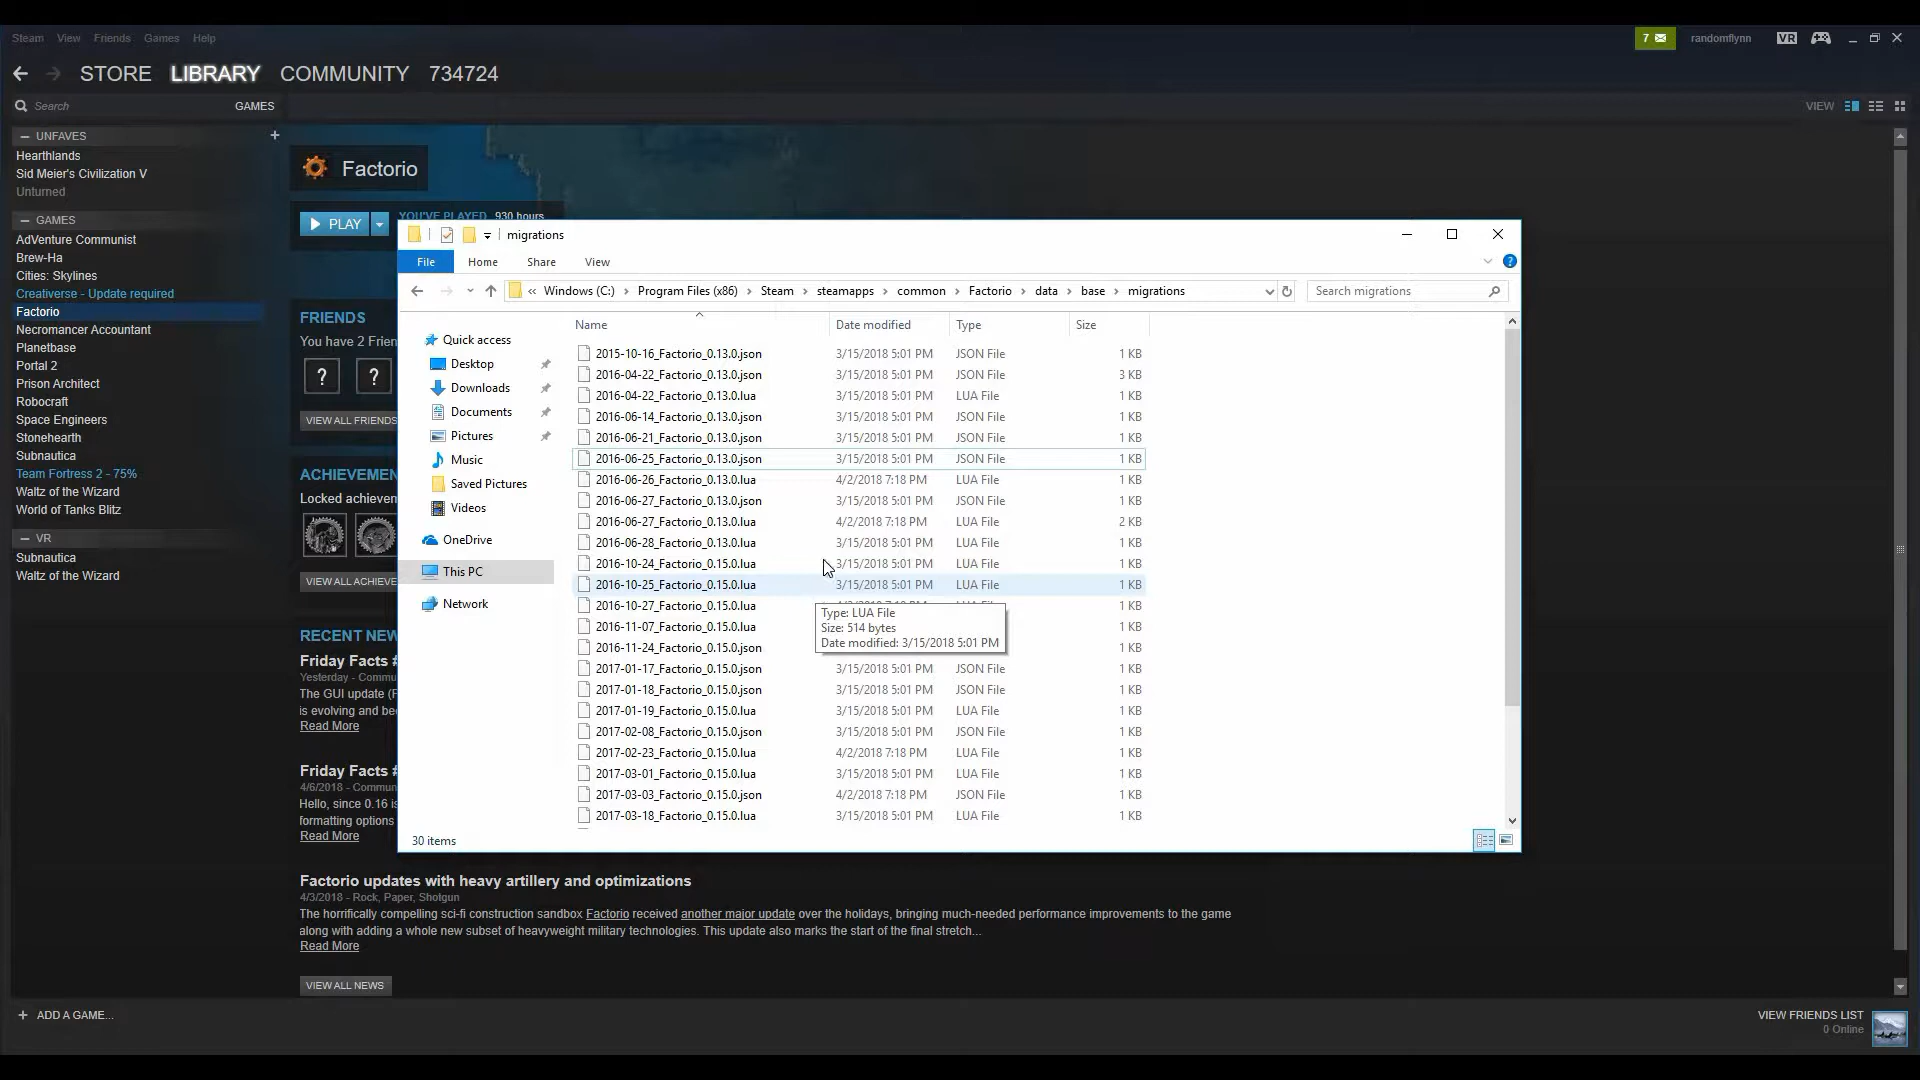 Steam View Friends Games Help
7 randomflynn VR
STORE LIBRARY COMMUNITY 734724
Search GAMES VIEW
UNFAVES
Hearthlands
Sid Meier's Civilization V
Unturned
GAMES
AdVenture Communist
Brew-Ha
Cities: Skylines
Creativerse - Update required
Factorio
Necromancer Accountant
Planetbase
Portal 2
Prison Architect
Robocraft
Space Engineers
Stonehearth
Subnautica
Team Fortress 2 - 75%
Waltz of the Wizard
World of Tanks Blitz
VR
Subnautica
Waltz of the Wizard
Factorio
PLAY YOU'VE PLAYED 930 hours
FRIENDS
You have 2 Frien
? ?
VIEW ALL FRIENDS
ACHIEVEMEN
Locked achievem
VIEW ALL ACHIEVE
RECENT NEW
Friday Facts #
Yesterday - Commu
The GUI update (F
is evolving and bec
Read More
Friday Facts #
4/6/2018 - Commun
Hello, since 0.16 is
formatting options
Read More
migrations
File Home Share View
« Windows (C:) Program Files (x86) Steam steamapps common Factorio data base migrations Search migrations
Quick access
Desktop
Downloads
Documents
Pictures
Music
Saved Pictures
Videos
OneDrive
This PC
Network
Name Date modified Type Size
2015-10-16_Factorio_0.13.0.json 3/15/2018 5:01 PM JSON File 1 KB
2016-04-22_Factorio_0.13.0.json 3/15/2018 5:01 PM JSON File 3 KB
2016-04-22_Factorio_0.13.0.lua 3/15/2018 5:01 PM LUA File 1 KB
2016-06-14_Factorio_0.13.0.json 3/15/2018 5:01 PM JSON File 1 KB
2016-06-21_Factorio_0.13.0.json 3/15/2018 5:01 PM JSON File 1 KB
2016-06-25_Factorio_0.13.0.json 3/15/2018 5:01 PM JSON File 1 KB
2016-06-26_Factorio_0.13.0.lua 4/2/2018 7:18 PM LUA File 1 KB
2016-06-27_Factorio_0.13.0.json 3/15/2018 5:01 PM JSON File 1 KB
2016-06-27_Factorio_0.13.0.lua 4/2/2018 7:18 PM LUA File 2 KB
2016-06-28_Factorio_0.13.0.lua 3/15/2018 5:01 PM LUA File 1 KB
2016-10-24_Factorio_0.15.0.lua 3/15/2018 5:01 PM LUA File 1 KB
2016-10-25_Factorio_0.15.0.lua 3/15/2018 5:01 PM LUA File 1 KB
2016-10-27_Factorio_0.15.0.lua 1 KB
2016-11-07_Factorio_0.15.0.lua 1 KB
2016-11-24_Factorio_0.15.0.json 1 KB
2017-01-17_Factorio_0.15.0.json 3/15/2018 5:01 PM JSON File 1 KB
2017-01-18_Factorio_0.15.0.json 3/15/2018 5:01 PM JSON File 1 KB
2017-01-19_Factorio_0.15.0.lua 3/15/2018 5:01 PM LUA File 1 KB
2017-02-08_Factorio_0.15.0.json 3/15/2018 5:01 PM JSON File 1 KB
2017-02-23_Factorio_0.15.0.lua 4/2/2018 7:18 PM LUA File 1 KB
2017-03-01_Factorio_0.15.0.lua 3/15/2018 5:01 PM LUA File 1 KB
2017-03-03_Factorio_0.15.0.json 4/2/2018 7:18 PM JSON File 1 KB
2017-03-18_Factorio_0.15.0.lua 3/15/2018 5:01 PM LUA File 1 KB
Type: LUA File
Size: 514 bytes
Date modified: 3/15/2018 5:01 PM
30 items
Factorio updates with heavy artillery and optimizations
4/3/2018 - Rock, Paper, Shotgun
The horrifically compelling sci-fi construction sandbox Factorio received another major update over the holidays, bringing much-needed performance improvements to the game
along with adding a whole new subset of heavyweight military technologies. This update also marks the start of the final stretch...
Read More
VIEW ALL NEWS
ADD A GAME... VIEW FRIENDS LIST
0 Online